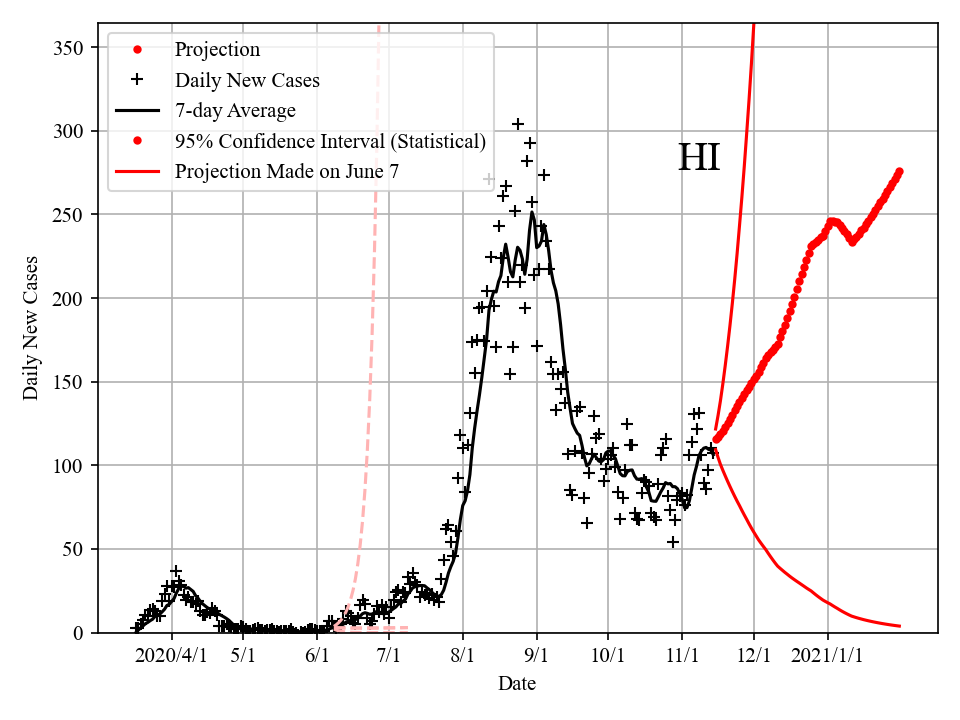 350
300
250
200
150
100
50
0
Daily New Cases
Projection
Daily New Cases
7-day Average
95% Confidence Interval (Statistical)
Projection Made on June 7
HI
2020/4/1 5/1 6/1 7/1 8/1 9/1 10/1 11/1 12/1 2021/1/1
Date